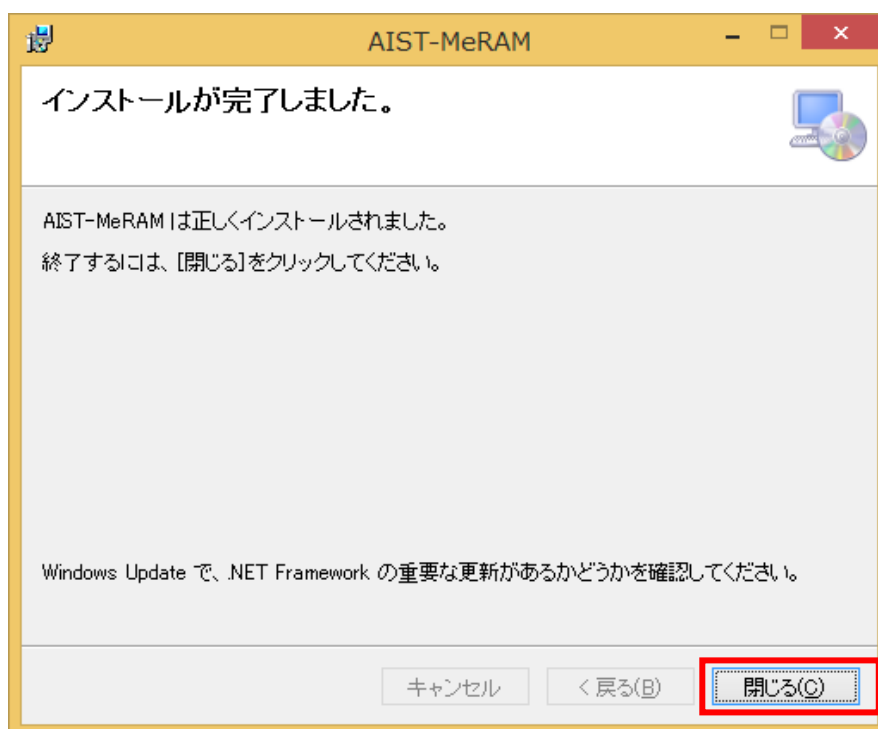 AIST-MeRAM
インストールが完了しました。
AIST-MeRAM は正しくインストールされました。
終了するには、[閉じる]をクリックしてください。
Windows Update で、.NET Framework の重要な更新があるかどうかを確認してください。
キャンセル
< 戻る(B)
閉じる(C)